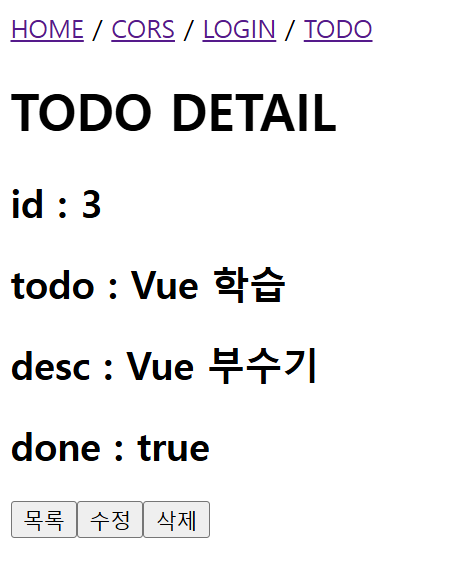 HOME / CORS / LOGIN / TODO
TODO DETAIL
id : 3
todo : Vue 학습
desc : Vue 부수기
done : true
목록 수정 삭제